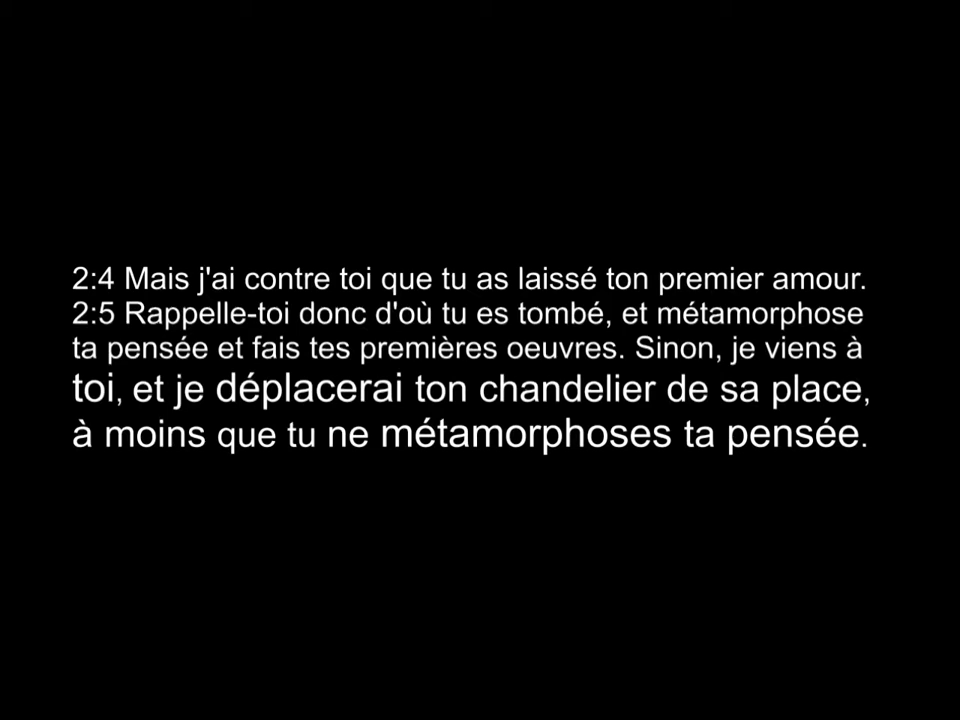 2:4 Mais j'ai contre toi que tu as laissé ton premier amour.
2:5 Rappelle-toi donc d'où tu es tombé, et métamorphose
ta pensée et fais tes premières oeuvres. Sinon, je viens à
toi, et je déplacerai ton chandelier de sa place,
à moins que tu ne métamorphoses ta pensée.